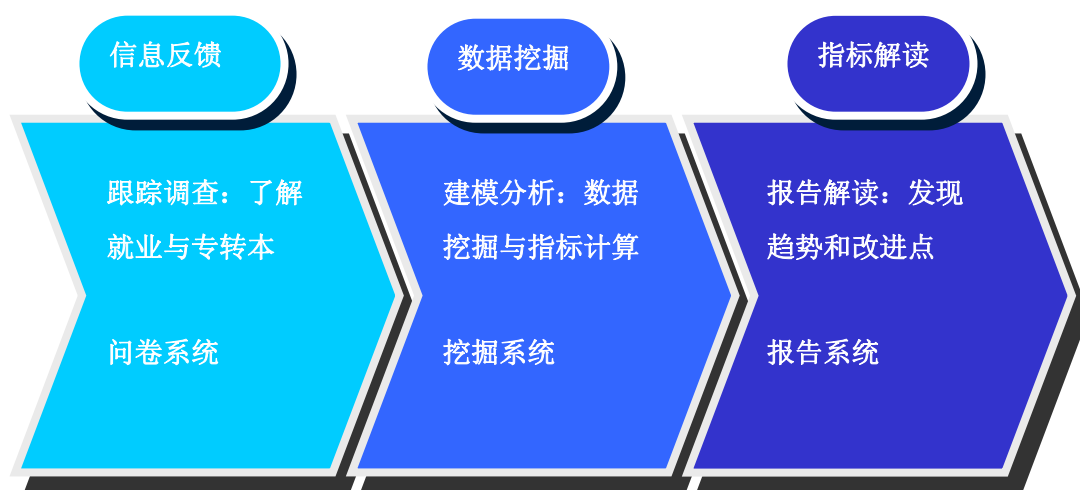 信息反馈
跟踪调查：了解
就业与专转本
问卷系统
数据挖掘
建模分析：数据
挖掘与指标计算
挖掘系统
指标解读
报告解读：发现
趋势和改进点
报告系统